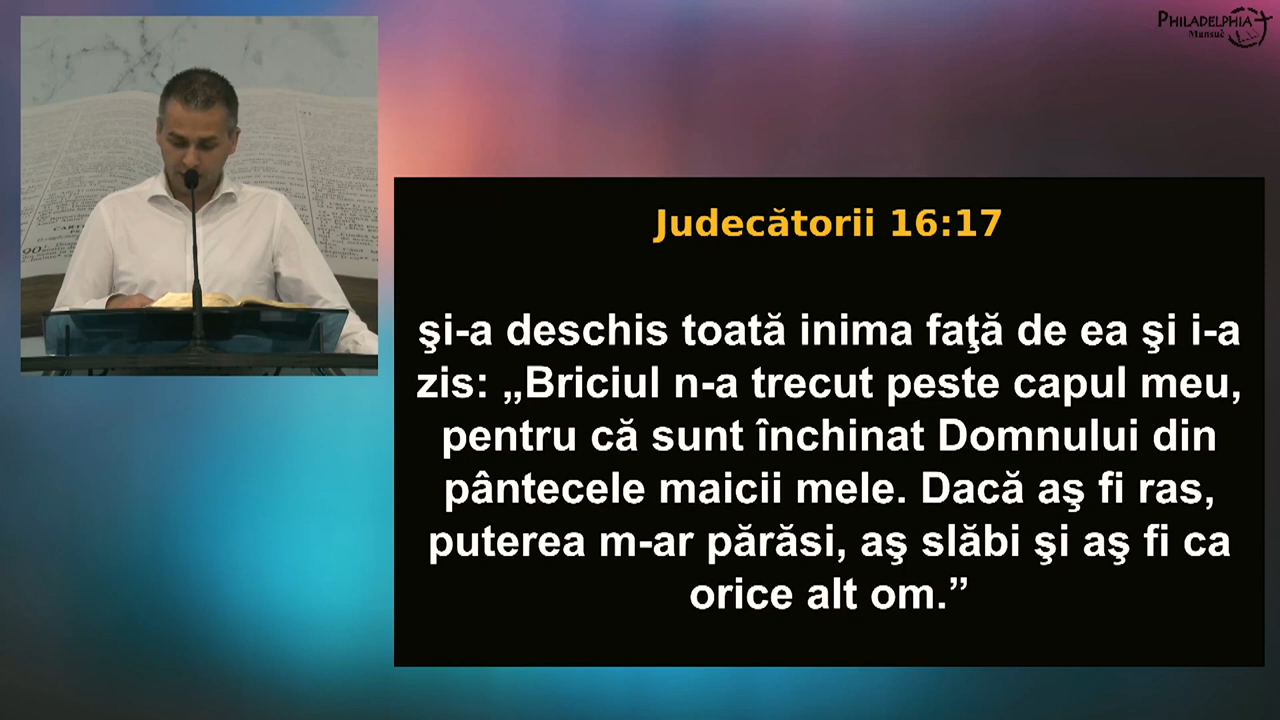 PHILADELPHIA
Mansuè
Judecătorii 16:17
şi-a deschis toată inima faţă de ea şi i-a
zis: „Briciul n-a trecut peste capul meu,
pentru că sunt închinat Domnului din
pântecele maicii mele. Dacă aş fi ras,
puterea m-ar părăsi, aş slăbi şi aş fi ca
orice alt om.”